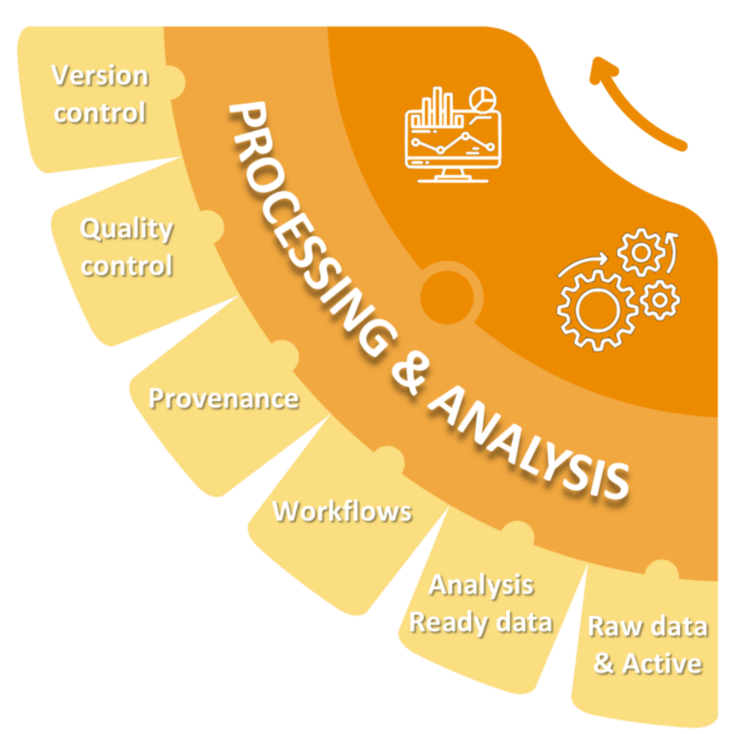 Version
control
Quality
control
Provenance
Workflows
Analysis
Ready data
Raw data
& Active
PROCESSING & ANALYSIS